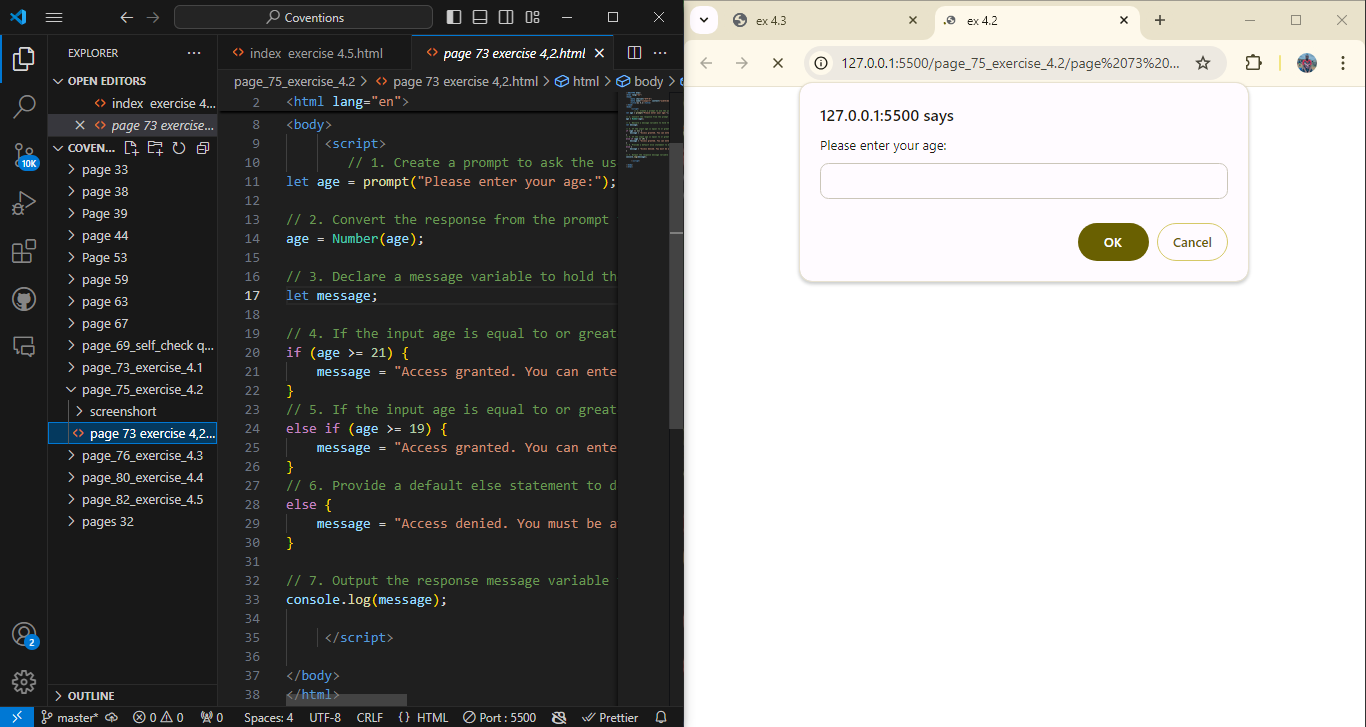 Coventions
EXPLORER
OPEN EDITORS
index exercise 4...
page 73 exercise...
COVEN...
page 33
page 38
Page 39
page 44
Page 53
page 59
page 63
page 67
page_69_self_check q...
page_73_exercise_4.1
page_75_exercise_4.2
screenshort
page 73 exercise 4,2...
page_76_exercise_4.3
page_80_exercise_4.4
page_82_exercise_4.5
pages 32
OUTLINE
10K
2
index exercise 4.5.html
page 73 exercise 4,2.html
page_75_exercise_4.2 > page 73 exercise 4,2.html > html > body >
2 <html lang="en">
8 <body>
9 <script>
10 // 1. Create a prompt to ask the us
11 let age = prompt("Please enter your age:");
12
13 // 2. Convert the response from the prompt
14 age = Number(age);
15
16 // 3. Declare a message variable to hold th
17 let message;
18
19 // 4. If the input age is equal to or great
20 if (age >= 21) {
21 message = "Access granted. You can ente
22 }
23 // 5. If the input age is equal to or great
24 else if (age >= 19) {
25 message = "Access granted. You can ente
26 }
27 // 6. Provide a default else statement to d
28 else {
29 message = "Access denied. You must be a
30 }
31
32 // 7. Output the response message variable
33 console.log(message);
34
35 </script>
36
37 </body>
38 </html>
master* 0 0 0 Spaces: 4 UTF-8 CRLF {} HTML Port : 5500 Prettier
ex 4.3
ex 4.2
127.0.0.1:5500/page_75_exercise_4.2/page%2073%20...
127.0.0.1:5500 says
Please enter your age:
OK
Cancel